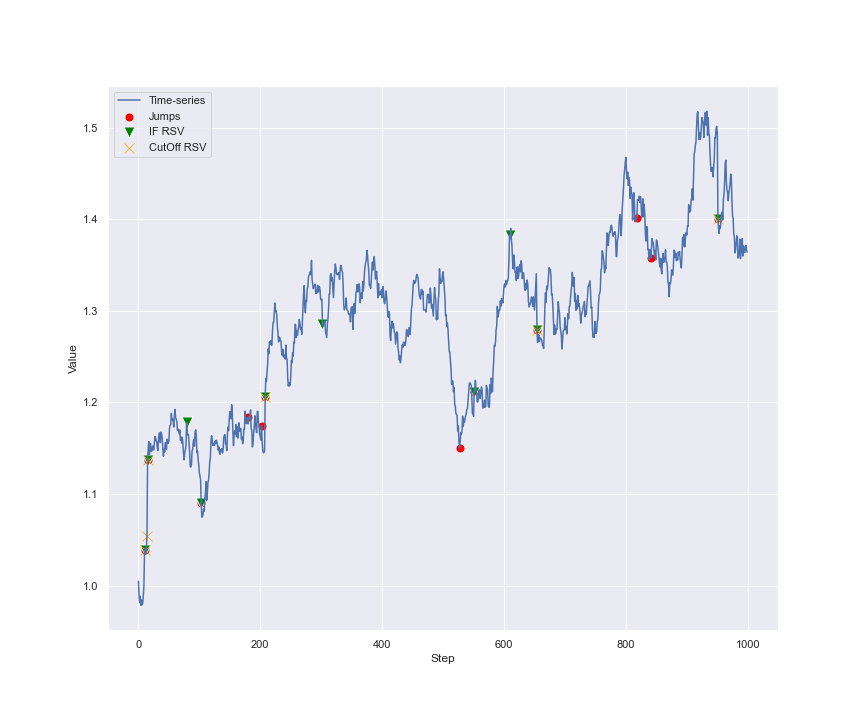 Time-series
Jumps
IF RSV
CutOff RSV
1.5
1.4
1.3
1.2
1.1
1.0
Value
0
200
400
600
800
1000
Step